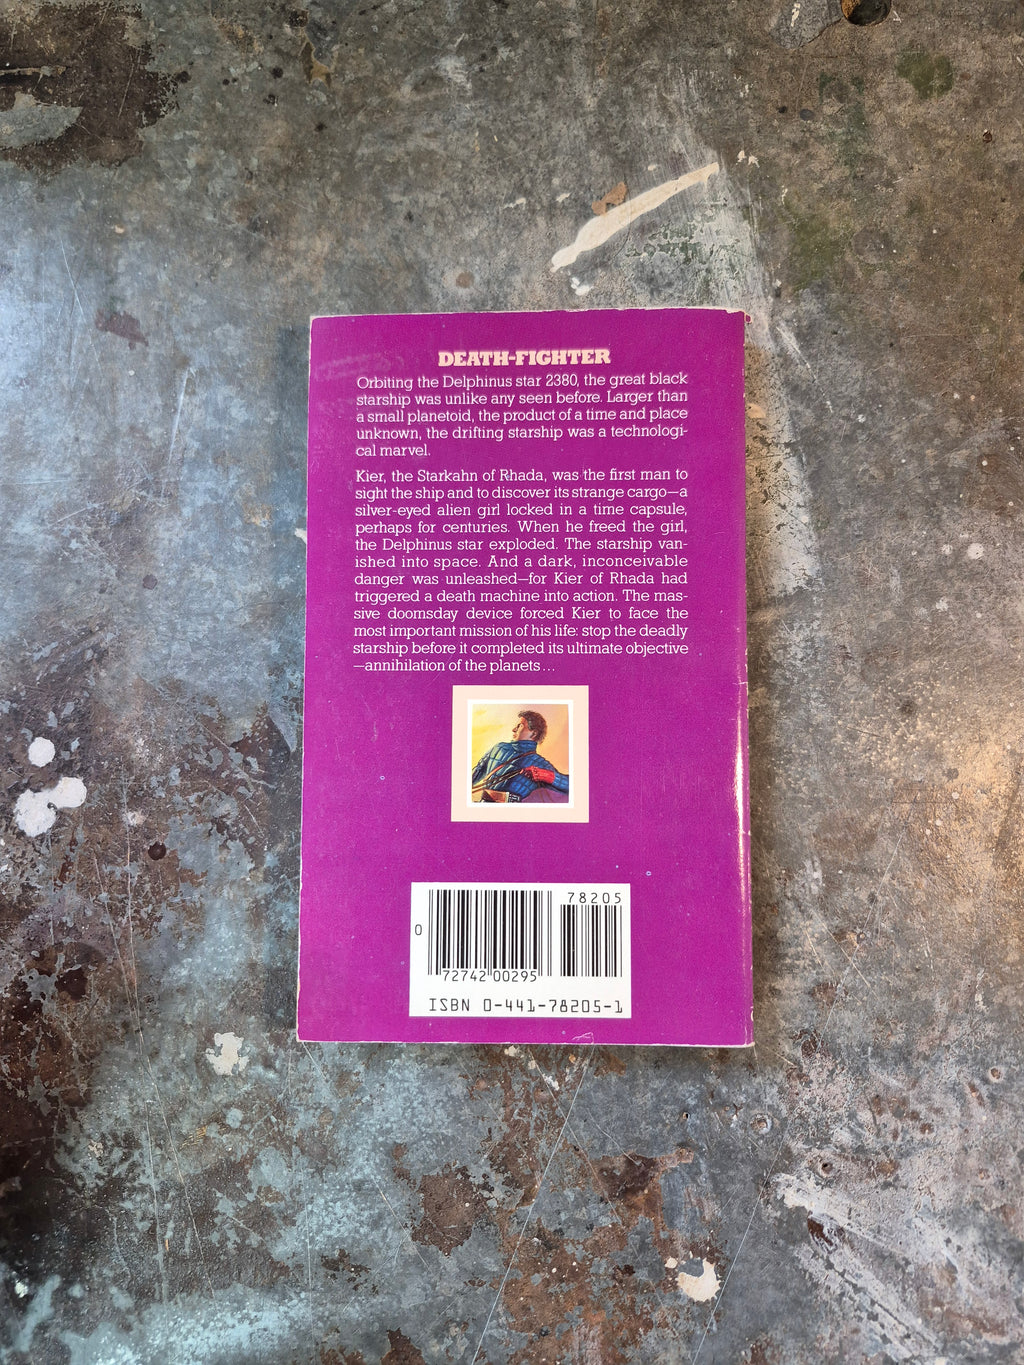 DEATH-FIGHTER
Orbiting the Delphinus star 2380, the great black
starship was unlike any seen before. Larger than
a small planetoid, the product of a time and place
unknown, the drifting starship was a technologi-
cal marvel.
Kier, the Starkahn of Rhada, was the first man to
sight the ship and to discover its strange cargo—a
silver-eyed alien girl locked in a time capsule,
perhaps for centuries. When he freed the girl,
the Delphinus star exploded. The starship van-
ished into space. And a dark, inconceivable
danger was unleashed—for Kier of Rhada had
triggered a death machine into action. The mas-
sive doomsday device forced Kier to face the
most important mission of his life: stop the deadly
starship before it completed its ultimate objective
—annihilation of the planets...
78205
0
72742 00295
ISBN 0-441-78205-1